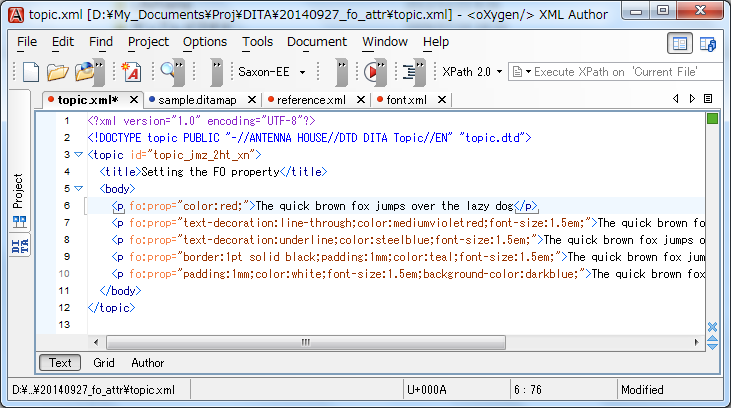 topic.xml [D:¥My_Documents¥Proj¥DITA¥20140927_fo_attr¥topic.xml] - <oXygen/> XML Author
File Edit Find Project Options Tools Document Window Help
Saxon-EE XPath 2.0 Execute XPath on 'Current File'
topic.xml* sample.ditamap reference.xml font.xml
Project
DITA
1 <?xml version="1.0" encoding="UTF-8"?>
2 <!DOCTYPE topic PUBLIC "-//ANTENNA HOUSE//DTD DITA Topic//EN" "topic.dtd">
3 <topic id="topic_jmz_2ht_xn">
4 <title>Setting the FO property</title>
5 <body>
6 <p fo:prop="color:red;">The quick brown fox jumps over the lazy dog</p>
7 <p fo:prop="text-decoration:line-through;color:mediumvioletred;font-size:1.5em;">The quick brown fo
8 <p fo:prop="text-decoration:underline;color:steelblue;font-size:1.5em;">The quick brown fox jumps o
9 <p fo:prop="border:1pt solid black;padding:1mm;color:teal;font-size:1.5em;">The quick brown fox jum
10 <p fo:prop="padding:1mm;color:white;font-size:1.5em;background-color:darkblue;">The quick brown fox
11 </body>
12 </topic>
13
Text Grid Author
D:¥...¥20140927_fo_attr¥topic.xml U+000A 6 : 76 Modified